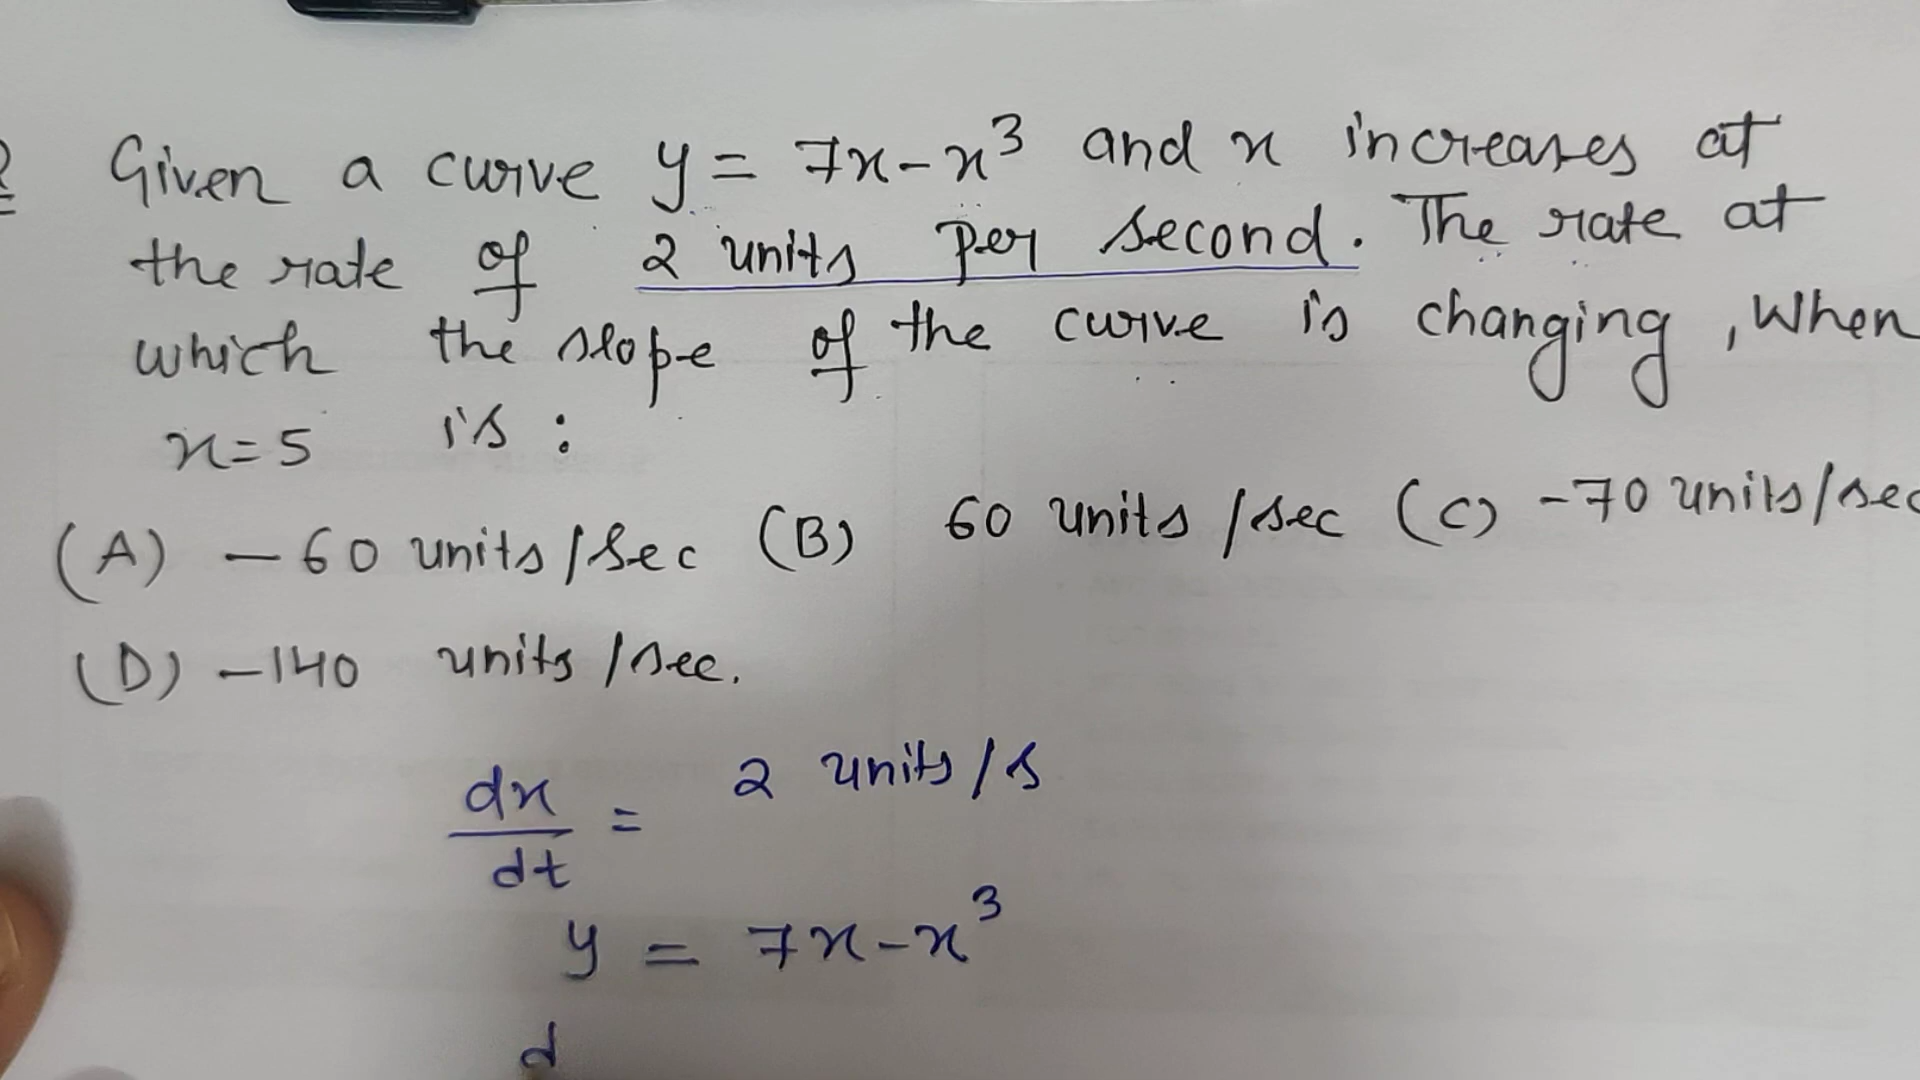 Given a curve y = 7x - x³ and x increases at
the rate of 2 units per second. The rate at
which the slope of the curve is changing, when
x=5 is :
(A) - 60 units/sec (B) 60 units/sec (C) -70 units/sec
(D) -140 units/sec.
dx/dt = 2 units/s
y = 7x - x³
d